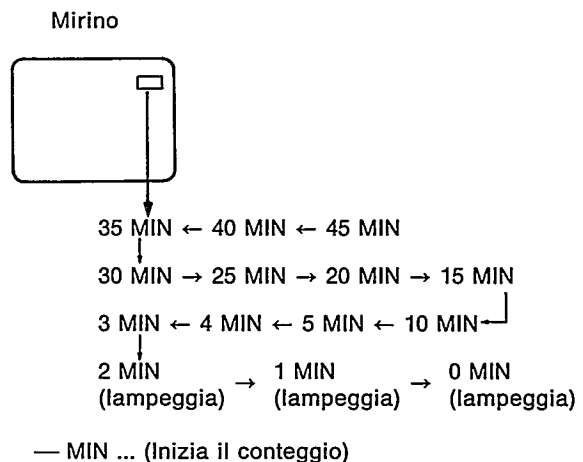 Mirino
35 MIN ← 40 MIN ← 45 MIN
30 MIN → 25 MIN → 20 MIN → 15 MIN
3 MIN ← 4 MIN ← 5 MIN ← 10 MIN
2 MIN → 1 MIN → 0 MIN
(lampeggia) (lampeggia) (lampeggia)
— MIN ... (Inizia il conteggio)